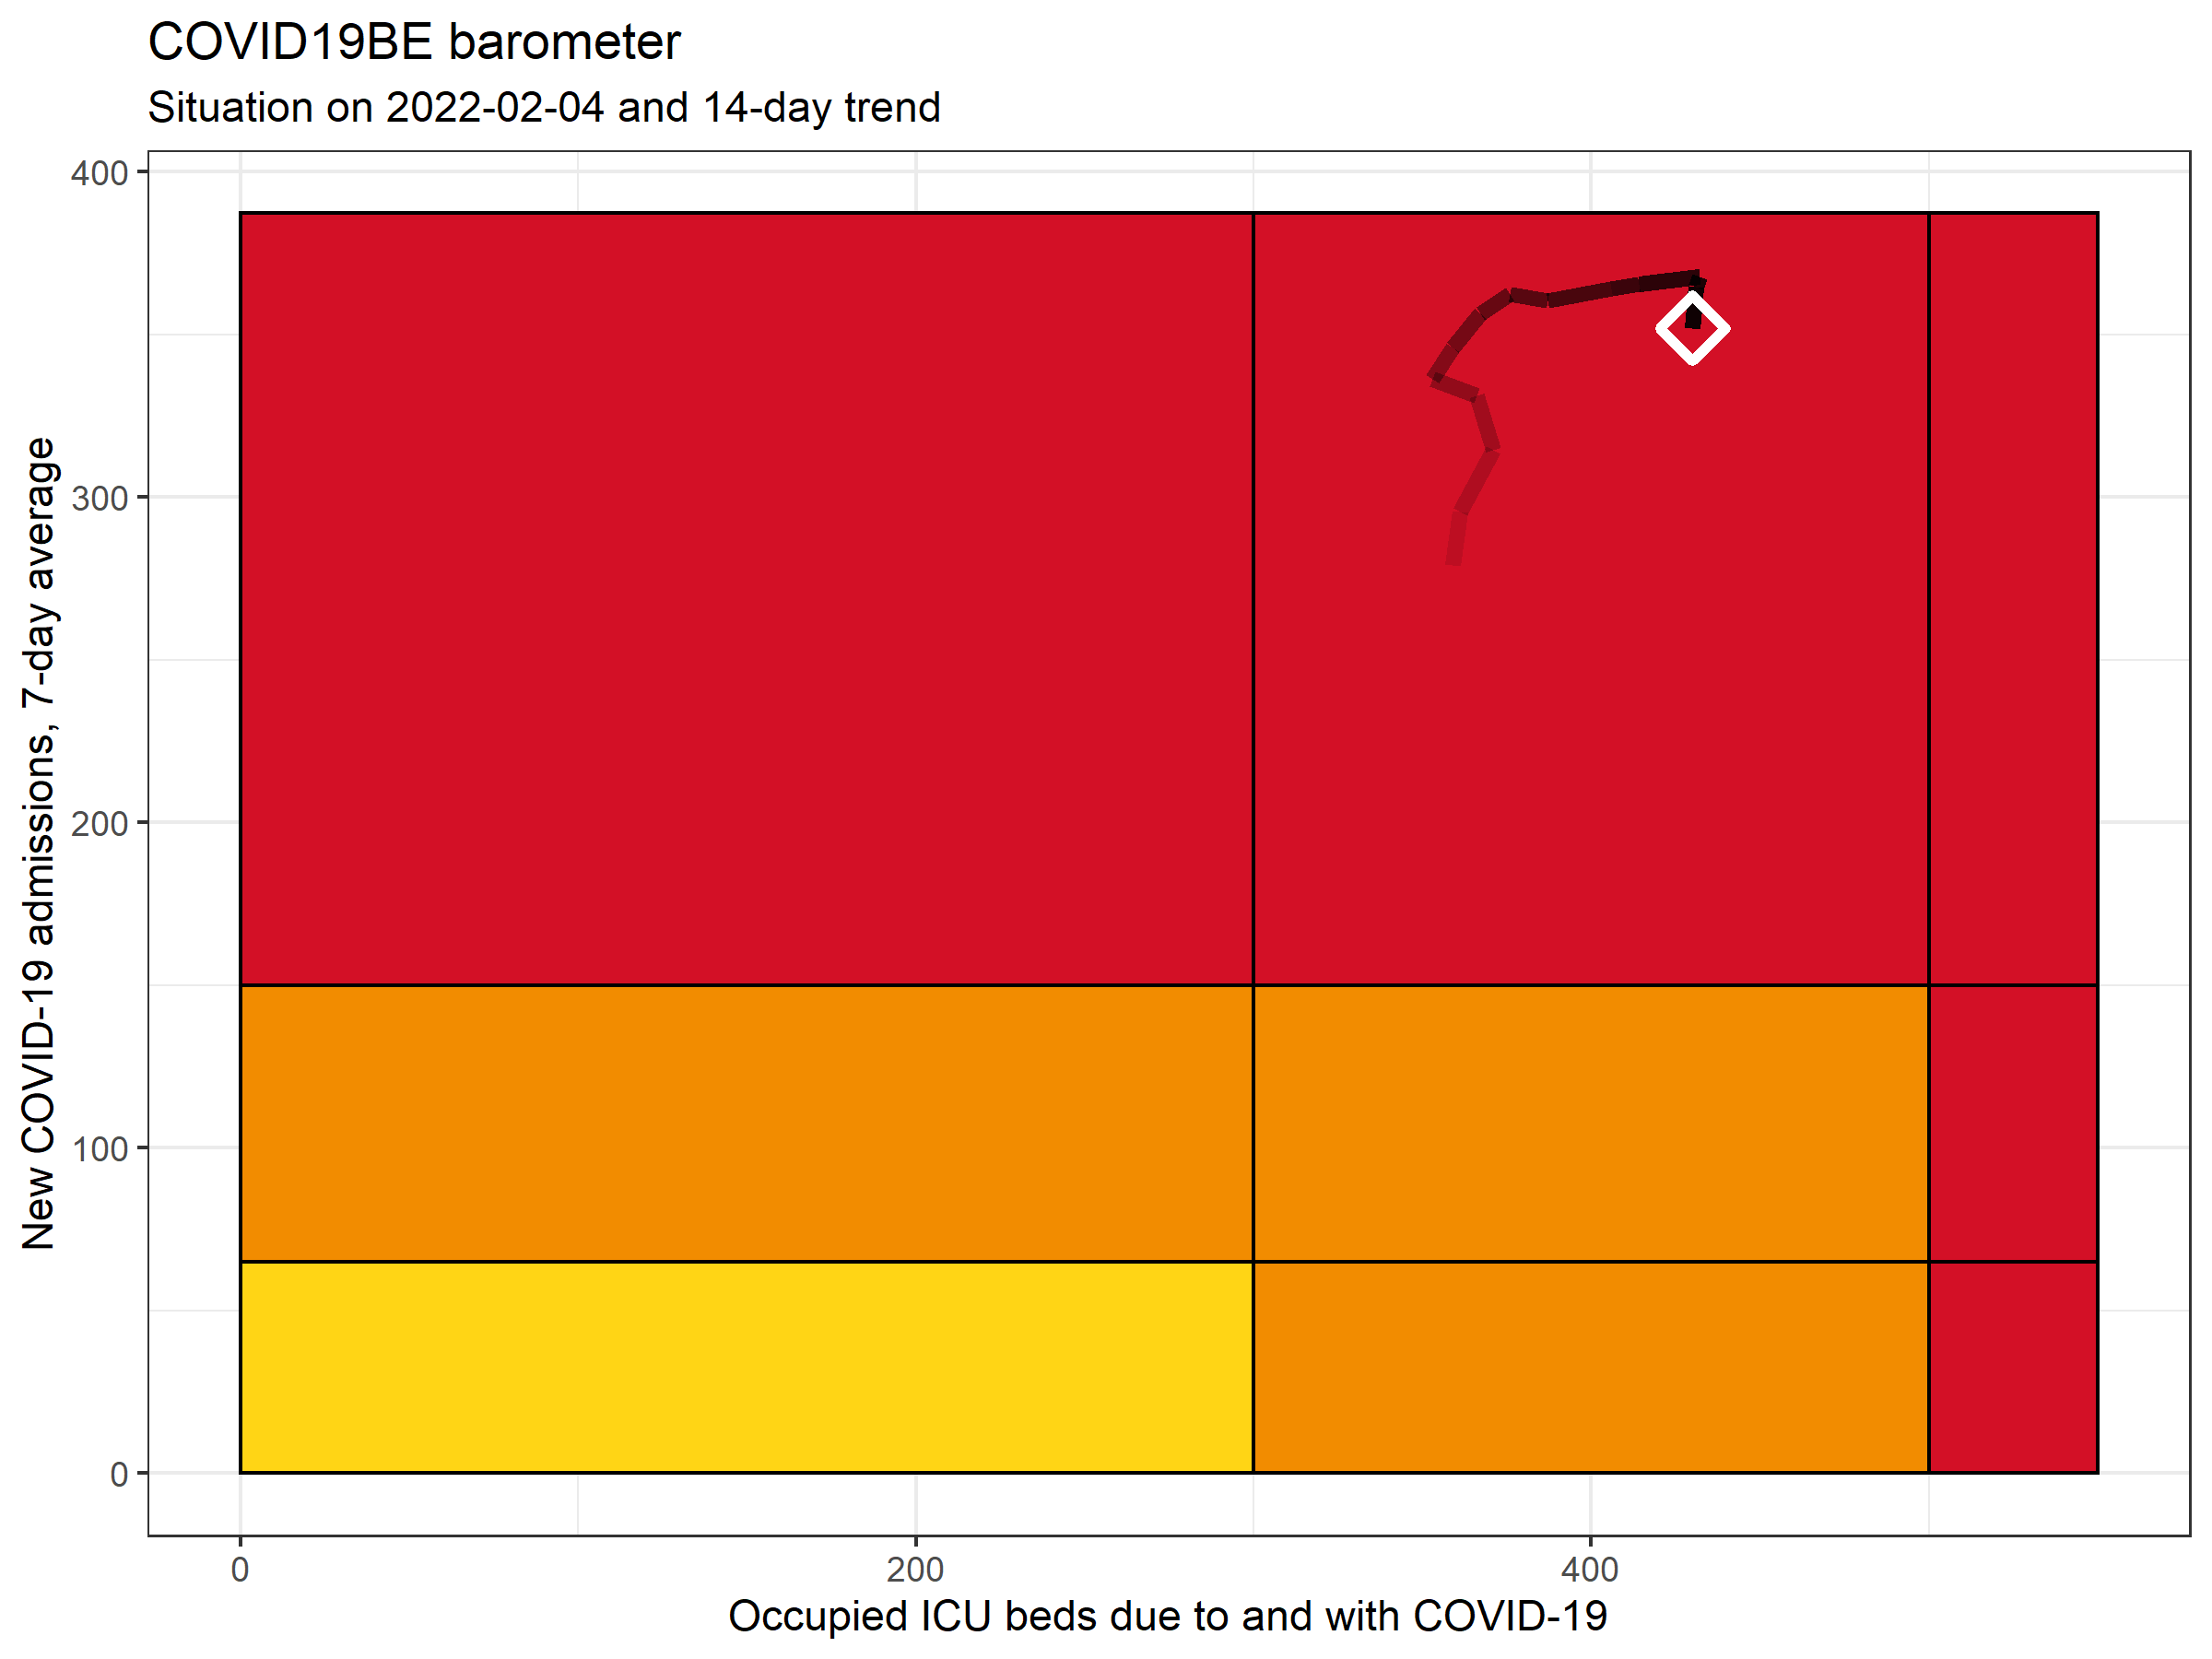 COVID19BE barometer
Situation on 2022-02-04 and 14-day trend
New COVID-19 admissions, 7-day average
400
300
200
100
0
0 200 400
Occupied ICU beds due to and with COVID-19